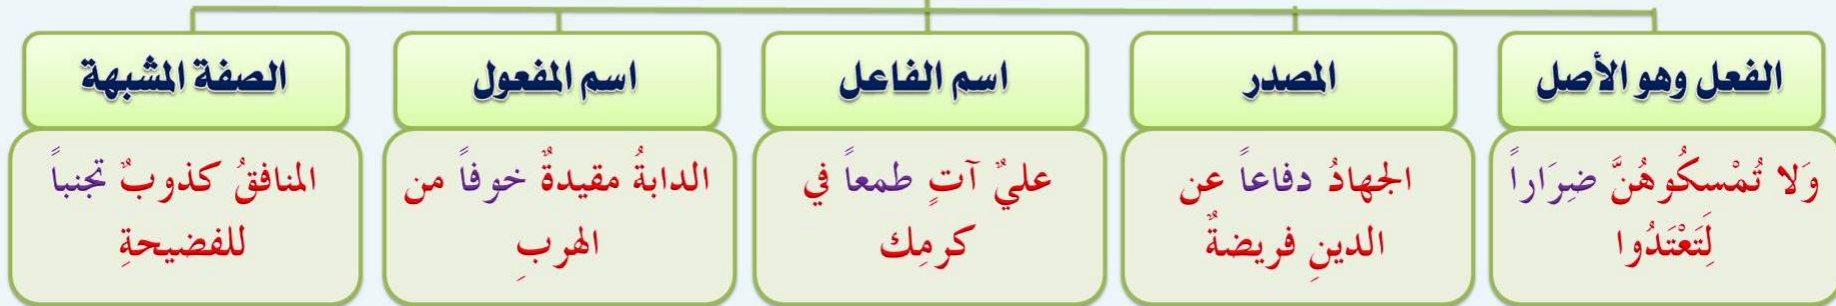 الفعل وهو الأصل
وَلا تُمْسكُوهُنَّ ضِرَاراً
لِتَعْتَدُوا
المصدر
الجهادُ دفاعاً عن
الدينِ فريضةٌ
اسم الفاعل
عليٌ آتٍ طمعاً في
كرمِك
اسم المفعول
الدابةُ مقيدةٌ خوفاً من
الهربِ
الصفة المشبهة
المنافقُ كذوبٌ تجنباً
للفضيحةِ